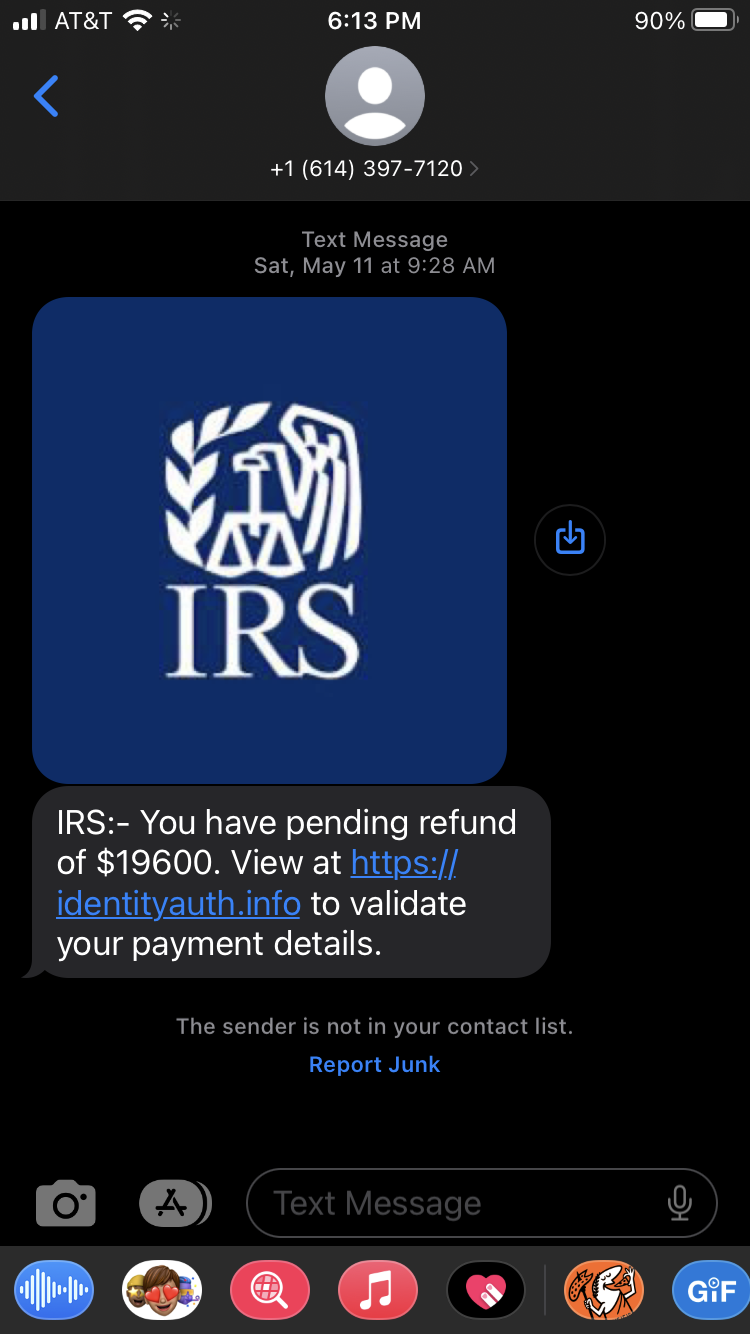 AT&T 6:13 PM 90%
+1 (614) 397-7120
Text Message
Sat, May 11 at 9:28 AM
IRS
IRS:- You have pending refund
of $19600. View at https://
identityauth.info to validate
your payment details.
The sender is not in your contact list.
Report Junk
Text Message
GIF